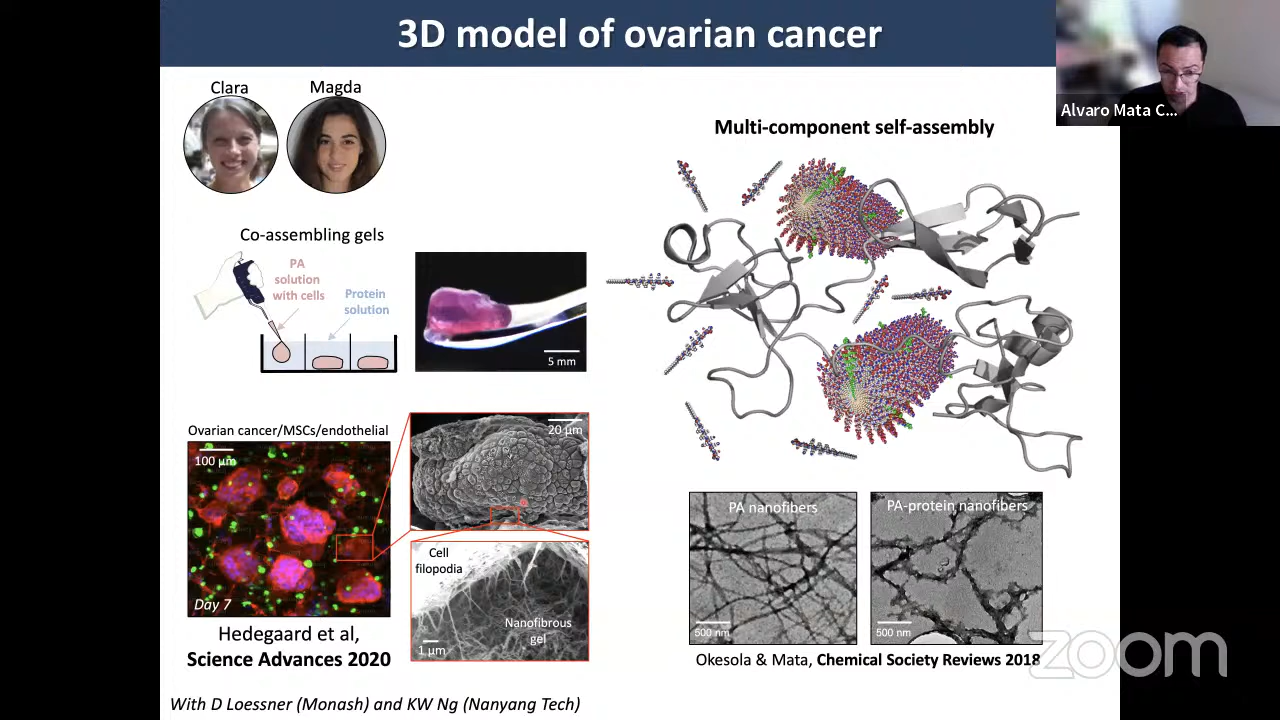 3D model of ovarian cancer
Clara
Magda
Alvaro Mata C...
Multi-component self-assembly
Co-assembling gels
PA
solution
with cells
Protein
solution
5 mm
Ovarian cancer/MSCs/endothelial
100 µm
Day 7
20 µm
Cell
filopodia
Nanofibrous
gel
1 µm
PA nanofibers
500 nm
PA-protein nanofibers
500 nm
Hedegaard et al,
Science Advances 2020
Okesola & Mata, Chemical Society Reviews 2018
zoom
With D Loessner (Monash) and KW Ng (Nanyang Tech)